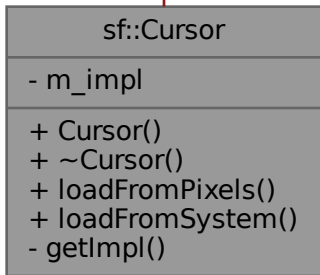 sf::Cursor
- m_impl
+ Cursor()
+ ~Cursor()
+ loadFromPixels()
+ loadFromSystem()
- getImpl()